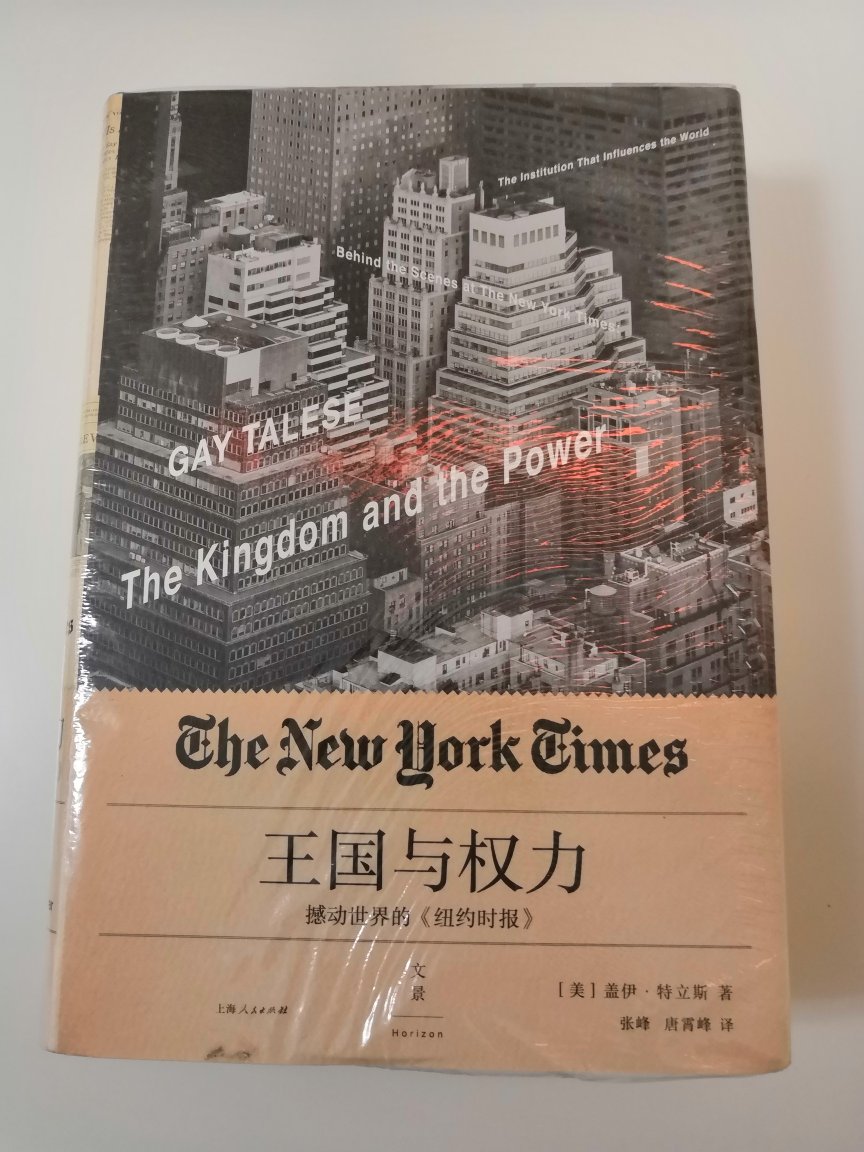 The Institution That Influences the World
Behind the Scenes at The New York Times:
GAY TALESE
The Kingdom and the Power
The New York Times
王国与权力
撼动世界的《纽约时报》
文
景
Horizon
上海人民出版社
[美]盖伊·特立斯 著
张峰 唐霄峰 译